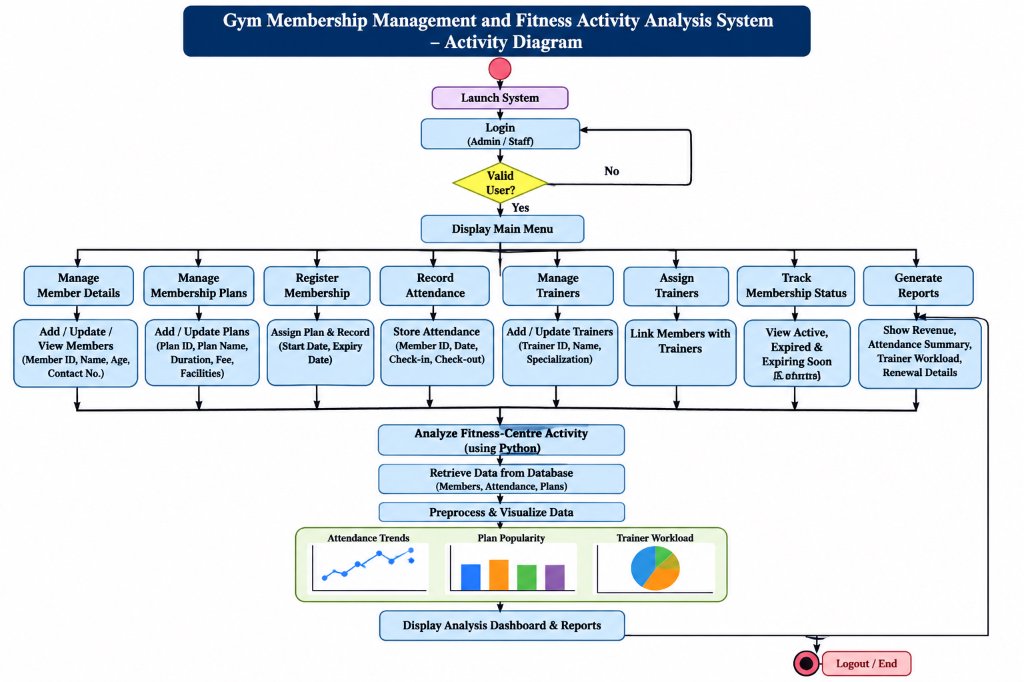 Gym Membership Management and Fitness Activity Analysis System
– Activity Diagram
Launch System
Login
(Admin / Staff)
Valid
User?
No
Yes
Display Main Menu
Manage
Member Details
Manage
Membership Plans
Register
Membership
Record
Attendance
Manage
Trainers
Assign
Trainers
Track
Membership Status
Generate
Reports
Add / Update /
View Members
(Member ID, Name, Age,
Contact No.)
Add / Update Plans
(Plan ID, Plan Name,
Duration, Fee,
Facilities)
Assign Plan & Record
(Start Date, Expiry
Date)
Store Attendance
(Member ID, Date,
Check-in, Check-out)
Add / Update Trainers
(Trainer ID, Name,
Specialization)
Link Members with
Trainers
View Active,
Expired &
Expiring Soon
Show Revenue,
Attendance Summary,
Trainer Workload,
Renewal Details
Analyze Fitness-Centre Activity
(using Python)
Retrieve Data from Database
(Members, Attendance, Plans)
Preprocess & Visualize Data
Attendance Trends
Plan Popularity
Trainer Workload
Display Analysis Dashboard & Reports
Logout / End